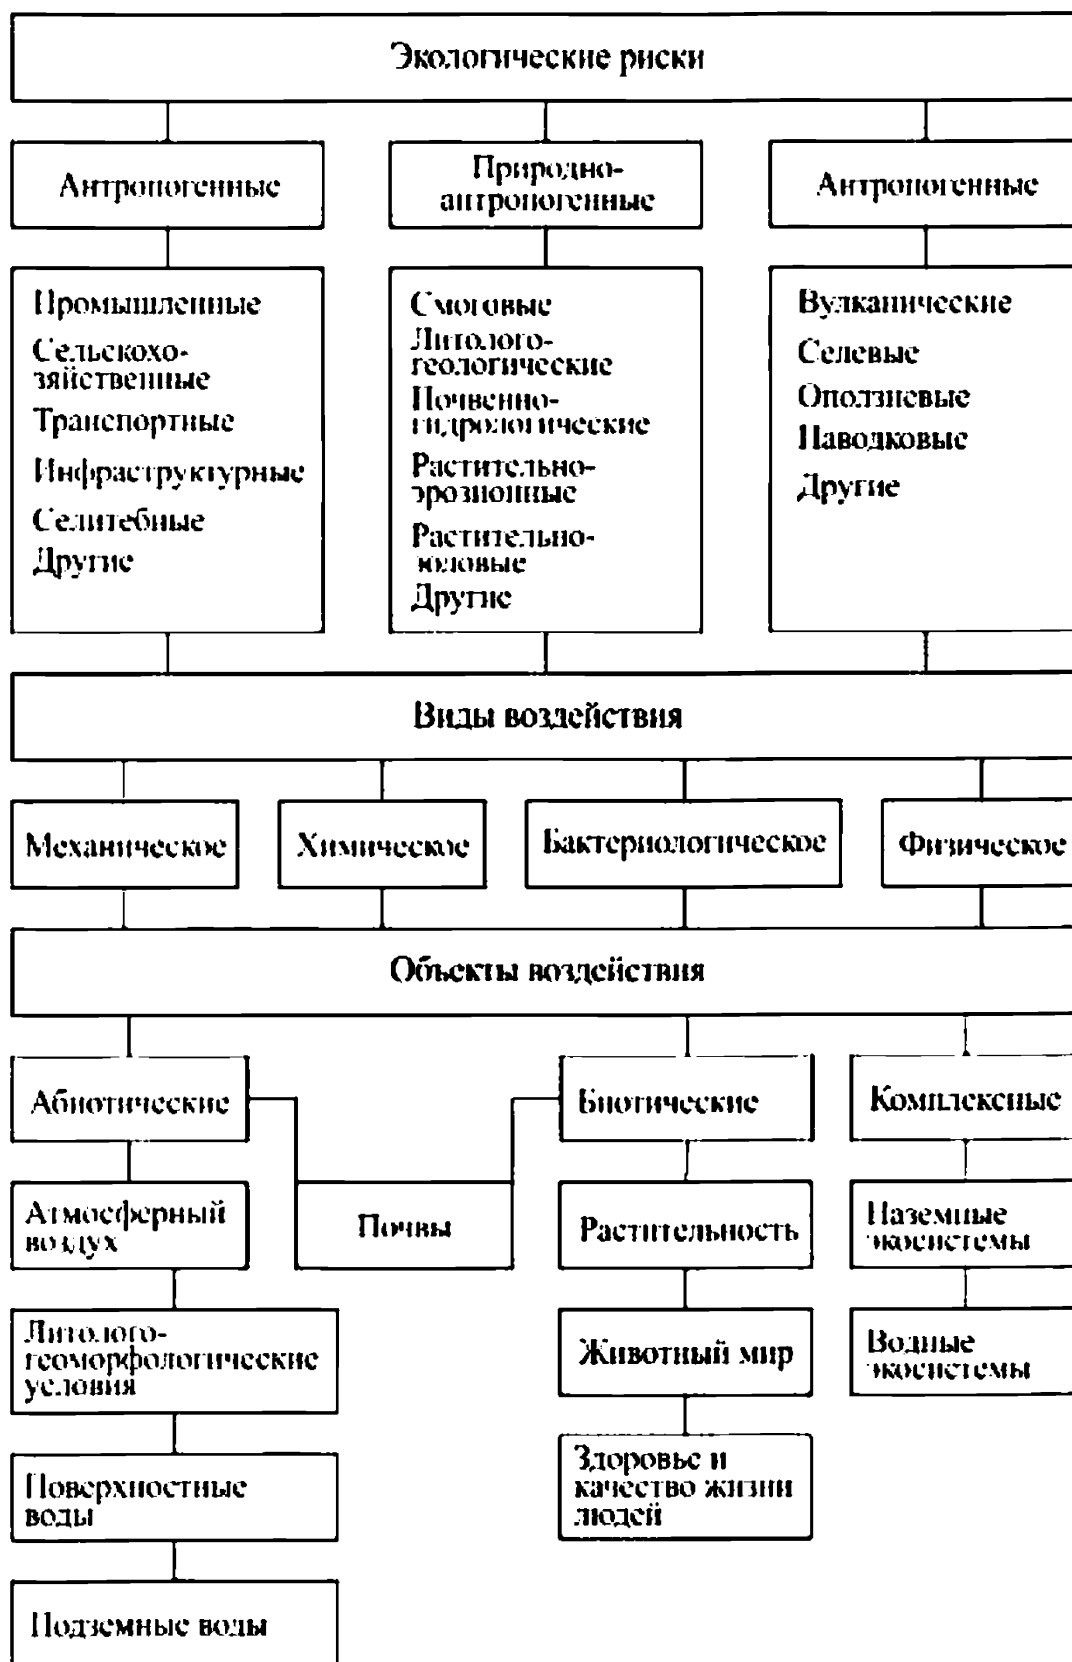 Экологические риски
Антропогенные
Природно-
антропогенные
Антропогенные
Промышленные
Сельскохо-
зяйственные
Транспортные
Инфраструктурные
Селитебные
Другие
Смоговые
Литолого-
геологические
Почвенно-
гидрологические
Растительно-
эрозионные
Растительно-
эоловые
Другие
Вулканические
Селевые
Оползневые
Паводковые
Другие
Виды воздействия
Механическое
Химическое
Бактериологическое
Физическое
Объекты воздействия
Абиотические
Биотические
Комплексные
Атмосферный
воздух
Почвы
Растительность
Наземные
экосистемы
Литолого-
геоморфологические
условия
Животный мир
Водные
экосистемы
Поверхностные
воды
Здоровье и
качество жизни
людей
Подземные воды